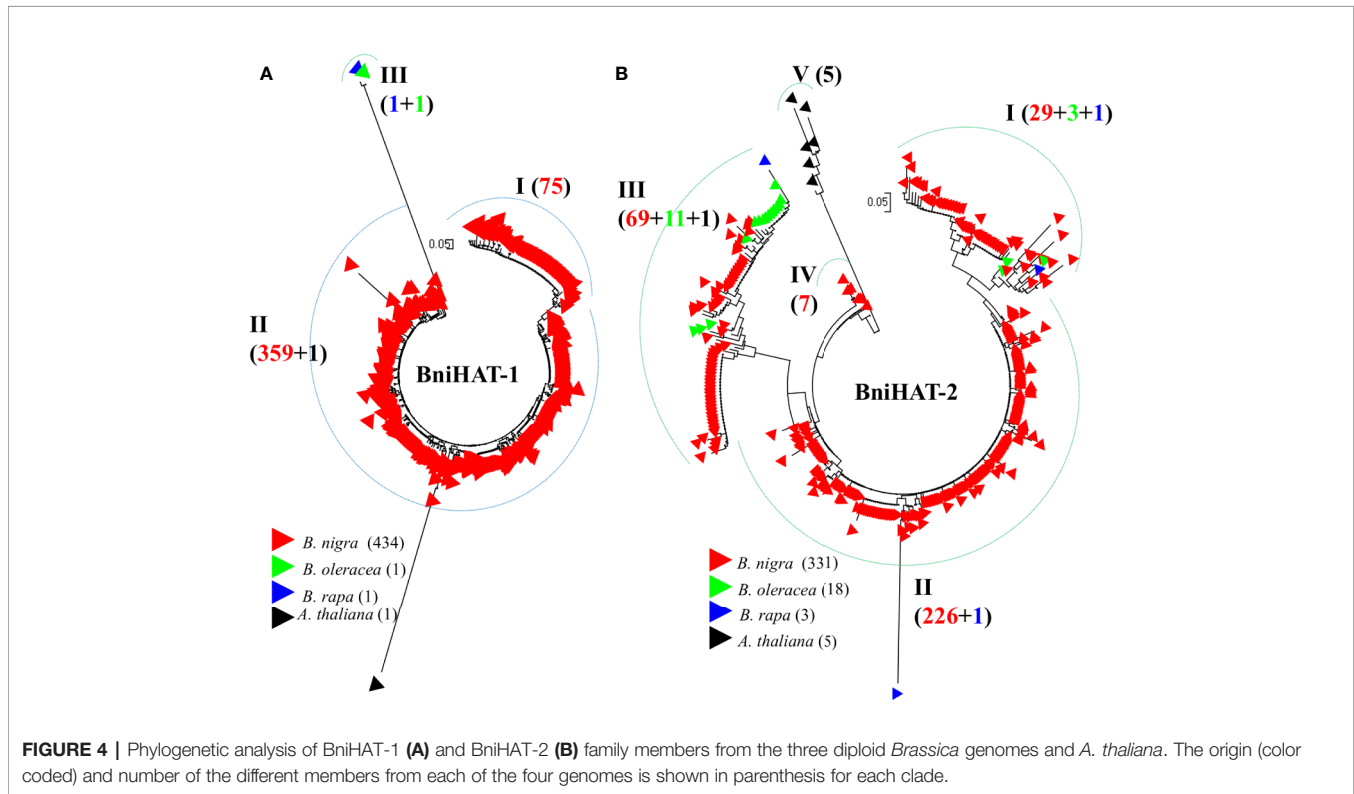 A
III
(1+1)
I (75)
0.05
II
(359+1)
BniHAT-1
B. nigra (434)
B. oleracea (1)
B. rapa (1)
A. thaliana (1)
B
V (5)
I (29+3+1)
0.05
III
(69+11+1)
IV
(7)
BniHAT-2
II
(226+1)
B. nigra (331)
B. oleracea (18)
B. rapa (3)
A. thaliana (5)
FIGURE 4 | Phylogenetic analysis of BniHAT-1 (A) and BniHAT-2 (B) family members from the three diploid Brassica genomes and A. thaliana. The origin (color
coded) and number of the different members from each of the four genomes is shown in parenthesis for each clade.